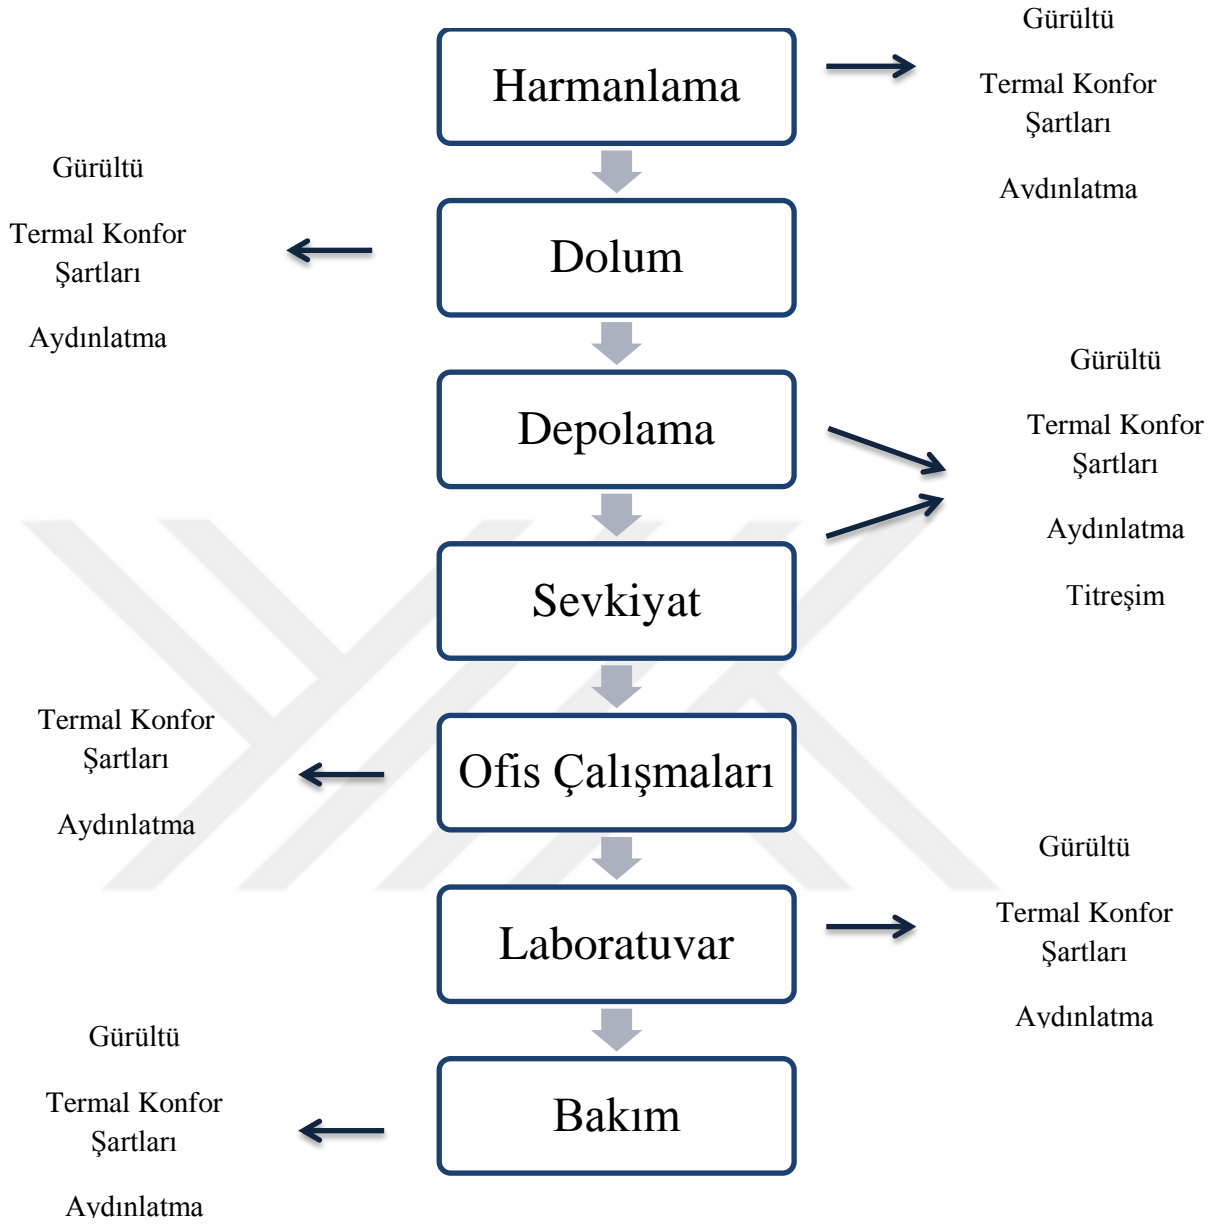 Gürültü
Harmanlama
Termal Konfor
Şartları
Aydınlatma
Gürültü
Termal Konfor
Şartları
Aydınlatma
Dolum
Depolama
Gürültü
Termal Konfor
Şartları
Aydınlatma
Titreşim
Sevkiyat
Termal Konfor
Şartları
Aydınlatma
Ofis Çalışmaları
Laboratuvar
Gürültü
Termal Konfor
Şartları
Aydınlatma
Gürültü
Termal Konfor
Şartları
Aydınlatma
Bakım